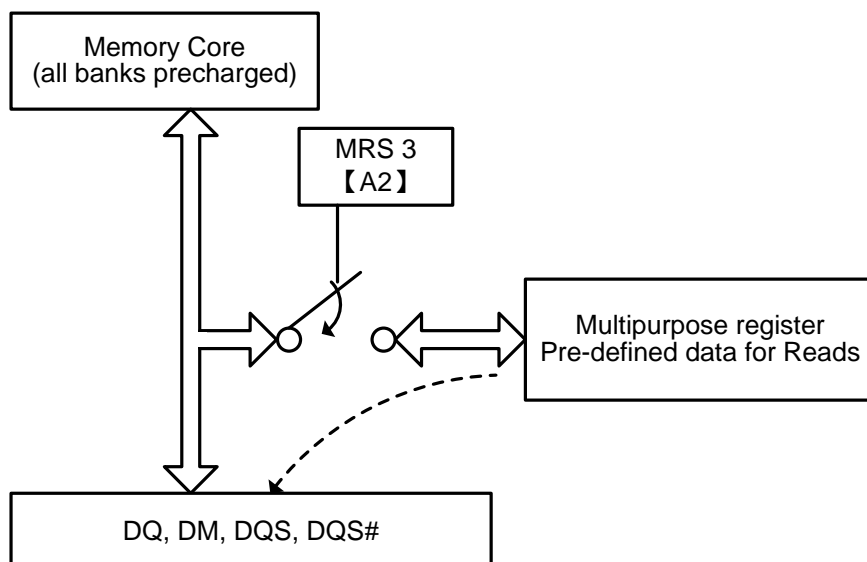 Memory Core
(all banks precharged)
MRS 3
【A2】
Multipurpose register
Pre-defined data for Reads
DQ, DM, DQS, DQS#